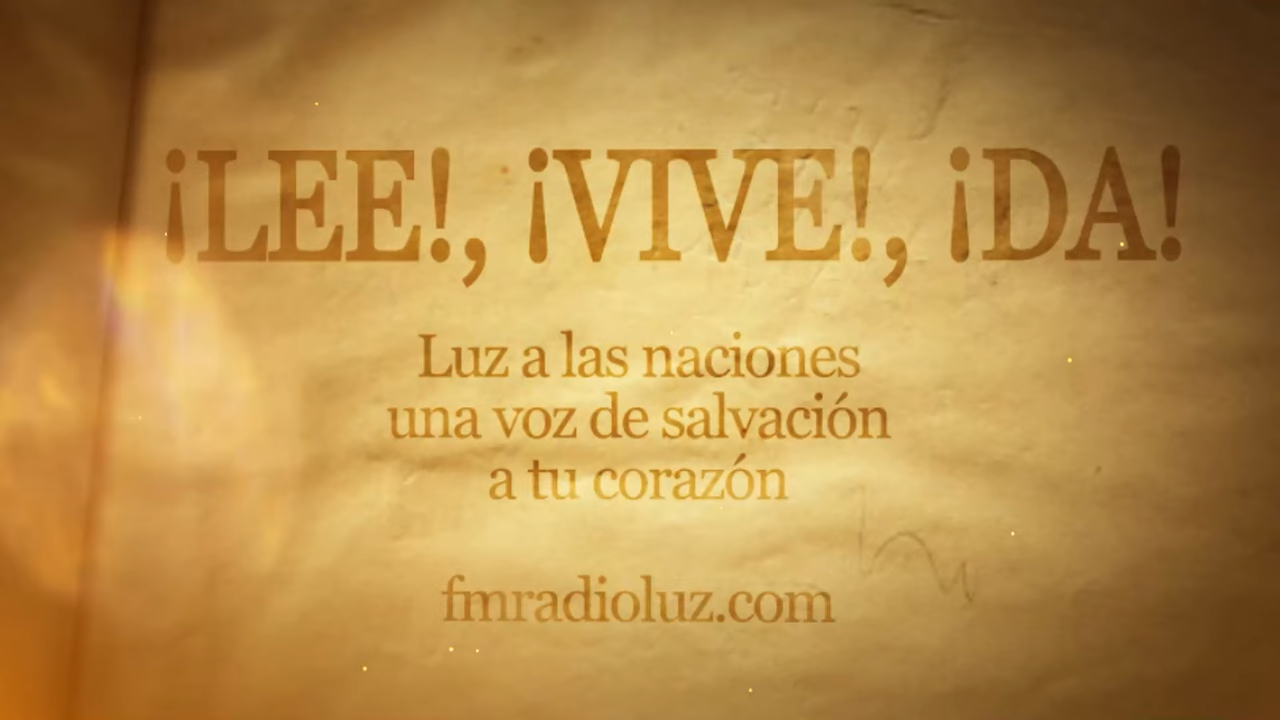 ¡LEE!, ¡VIVE!, ¡DA!
Luz a las naciones
una voz de salvación
a tu corazón
fmradioluz.com